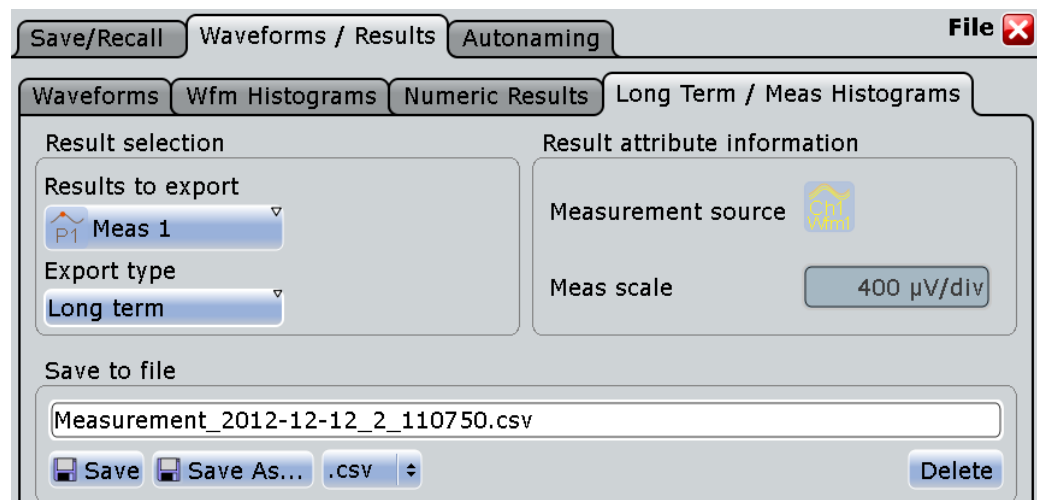 Save/Recall Waveforms / Results Autonaming File
Waveforms Wfm Histograms Numeric Results Long Term / Meas Histograms
Result selection
Results to export
P1 Meas 1
Export type
Long term
Result attribute information
Measurement source Ch1
Wfm1
Meas scale 400 µV/div
Save to file
Measurement_2012-12-12_2_110750.csv
Save Save As... .csv Delete